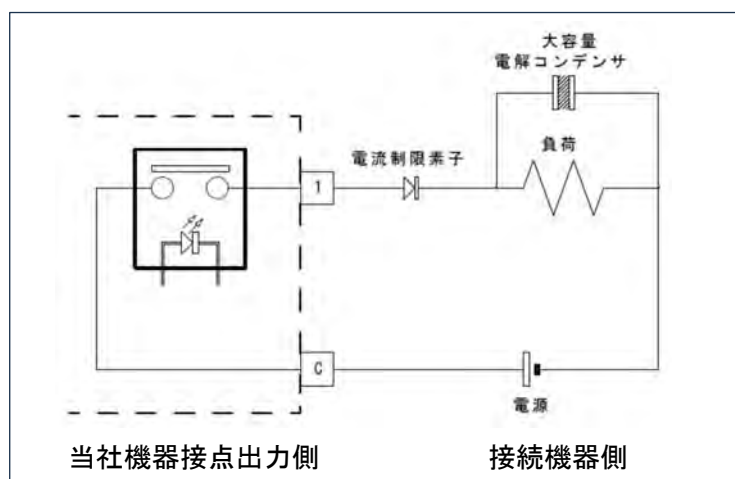 大容量
電解コンデンサ
電流制限素子
負荷
1
C
電源
当社機器接点出力側
接続機器側